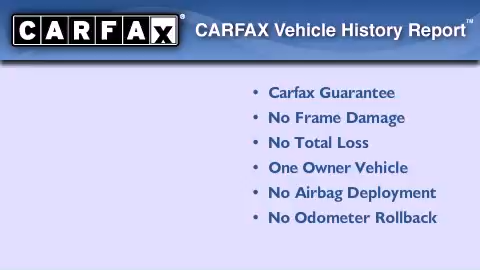 CARFAX® CARFAX Vehicle History Report™
• Carfax Guarantee
• No Frame Damage
• No Total Loss
• One Owner Vehicle
• No Airbag Deployment
• No Odometer Rollback